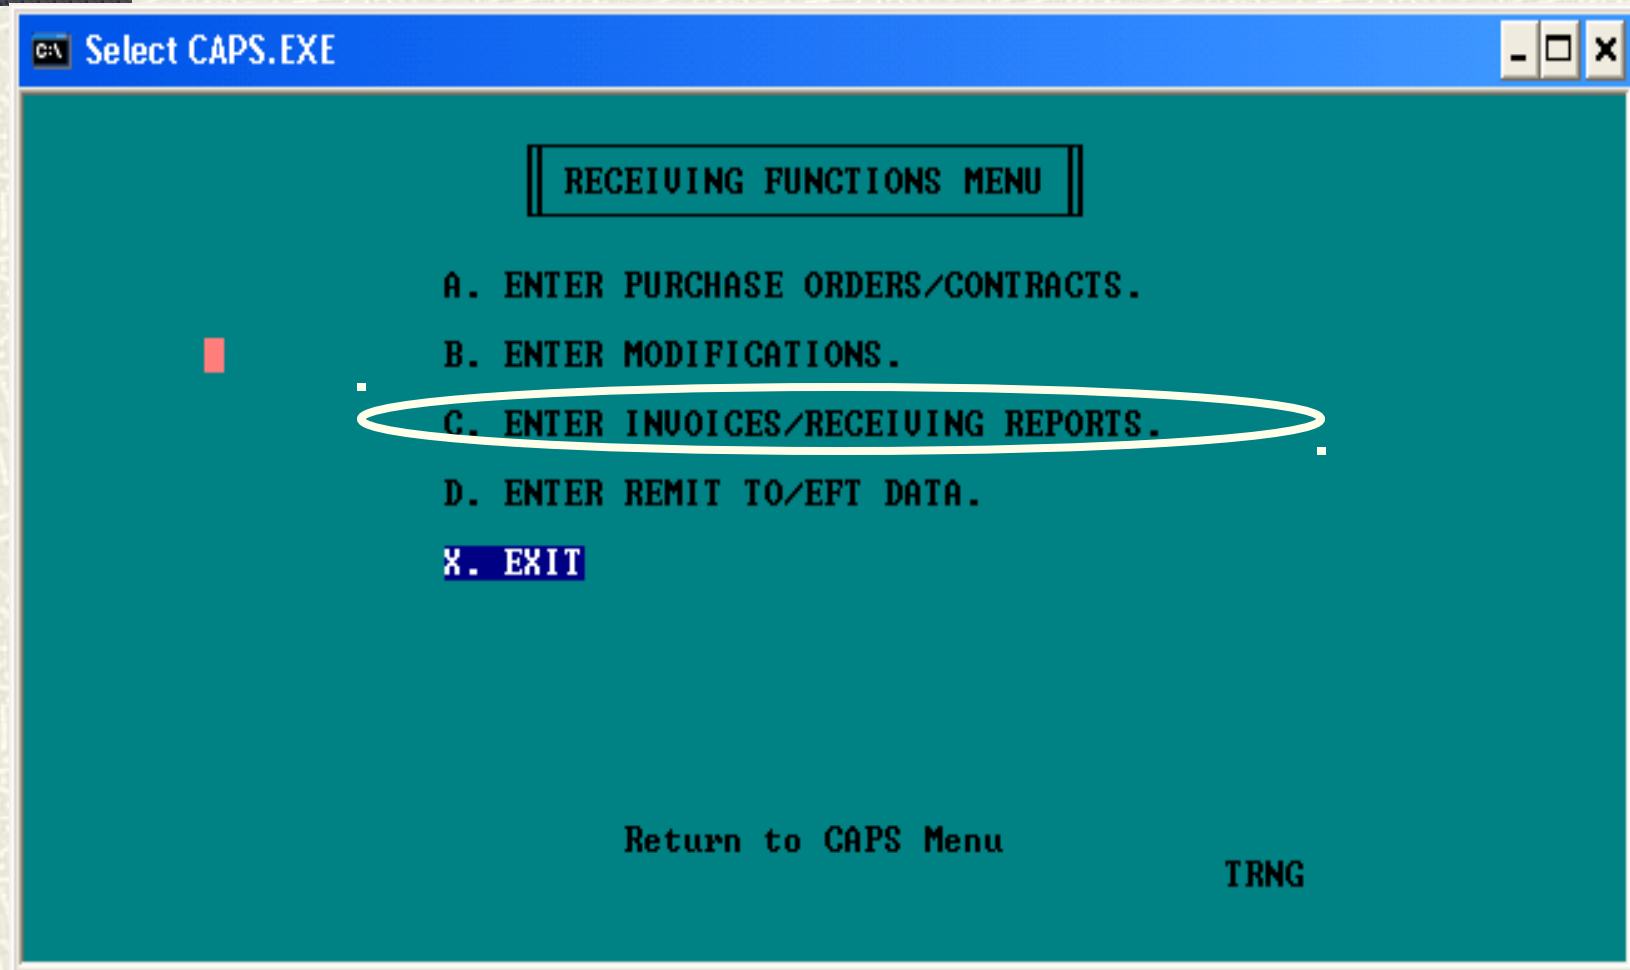 C:\ Select CAPS.EXE
RECEIVING FUNCTIONS MENU
A. ENTER PURCHASE ORDERS/CONTRACTS.
B. ENTER MODIFICATIONS.
C. ENTER INVOICES/RECEIVING REPORTS.
D. ENTER REMIT TO/EFT DATA.
X. EXIT
Return to CAPS Menu
TRNG